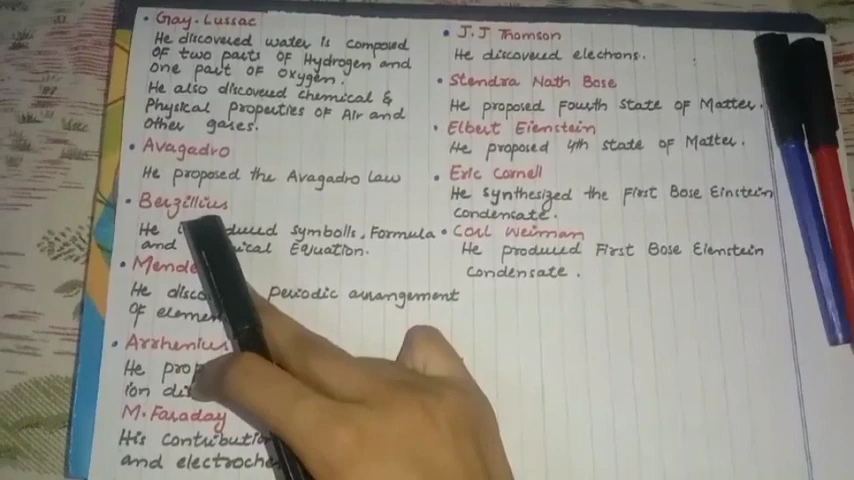 Gay-Lussac
He discovered water is composed
of two parts of Hydrogen and
one part of oxygen.
He also discovered chemical &
Physical properties of Air and
other gases.
Avagadro
He proposed the Avagadro Law
Berzillius
He symbolls, Formula
and Equation.
He periodic arrangement
of
Arrhenius
He
ion
M. Faraday
His
and
J.J Thomson
He discovered electrons.
Stendra Nath Bose
He proposed Fourth State of Matter.
Elbert Eienstein
He proposed 4th state of Matter.
Eric Cornell
He synthesized the First Bose Einstein
Condensate.
Carl Weiman
He produced First Bose Eienstein
Condensate.